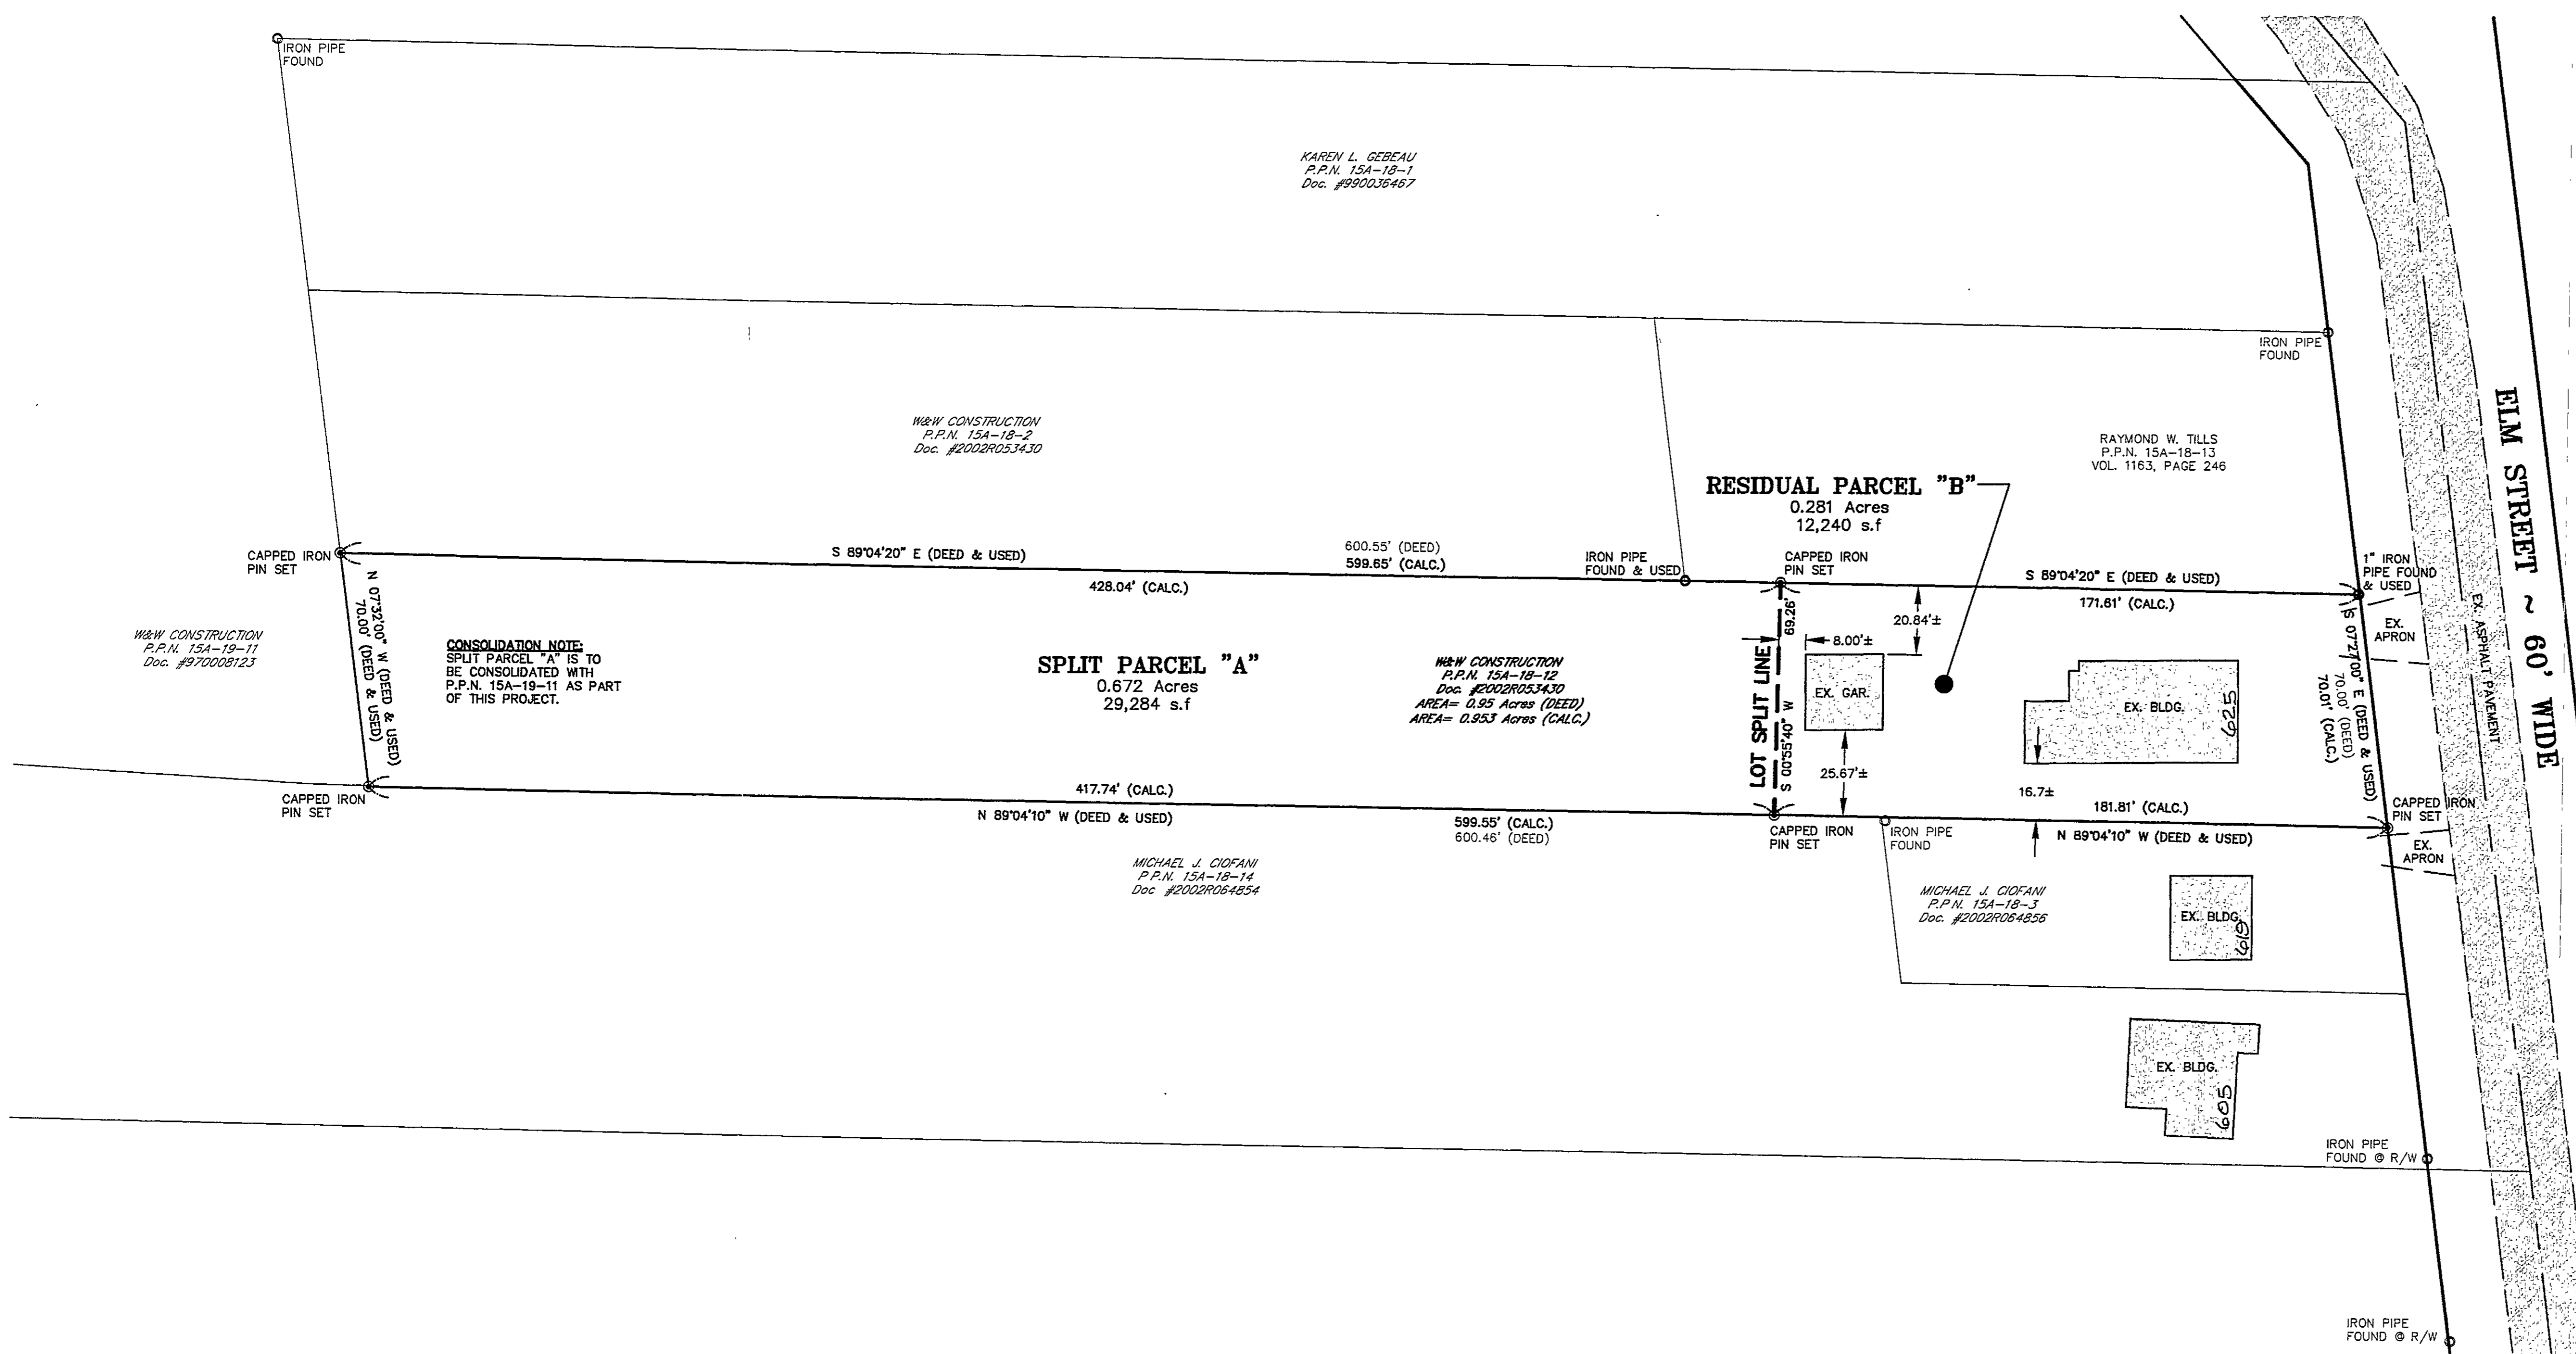 IRON PIPE
FOUND
KAREN L. GEBEAU
P.P.N. 15A-18-1
Doc. #990036467
IRON PIPE
FOUND
ELM STREET ~ 60' WIDE
EX. ASPHALT PAVEMENT
W&W CONSTRUCTION
P.P.N. 15A-18-2
Doc. #2002R053430
RAYMOND W. TILLS
P.P.N. 15A-18-13
VOL. 1163, PAGE 246
RESIDUAL PARCEL "B"
0.281 Acres
12,240 s.f
CAPPED IRON
PIN SET
S 89°04'20" E (DEED & USED)
428.04' (CALC.)
600.55' (DEED)
599.65' (CALC.)
IRON PIPE
FOUND & USED
CAPPED IRON
PIN SET
S 89°04'20" E (DEED & USED)
171.61' (CALC.)
1" IRON
PIPE FOUND
& USED
EX.
APRON
N 07°32'00" W (DEED & USED)
70.00' (DEED & USED)
W&W CONSTRUCTION
P.P.N. 15A-19-11
Doc. #970008123
CONSOLIDATION NOTE:
SPLIT PARCEL "A" IS TO
BE CONSOLIDATED WITH
P.P.N. 15A-19-11 AS PART
OF THIS PROJECT.
SPLIT PARCEL "A"
0.672 Acres
29,284 s.f
W&W CONSTRUCTION
P.P.N. 15A-18-12
Doc. #2002R053430
AREA= 0.95 Acres (DEED)
AREA= 0.953 Acres (CALC.)
LOT SPLIT LINE
69.26'
S 00°55'40" W
8.00'±
20.84'±
EX. GAR.
25.67'±
EX. BLDG.
625
16.7±
S 07°27'00" E (DEED & USED)
70.00' (DEED)
70.01' (CALC.)
CAPPED IRON
PIN SET
417.74' (CALC.)
N 89°04'10" W (DEED & USED)
599.55' (CALC.)
600.46' (DEED)
CAPPED IRON
PIN SET
IRON PIPE
FOUND
181.81' (CALC.)
N 89°04'10" W (DEED & USED)
CAPPED IRON
PIN SET
EX.
APRON
MICHAEL J. CIOFANI
P.P.N. 15A-18-14
Doc #2002R064854
MICHAEL J. CIOFANI
P.P.N. 15A-18-3
Doc. #2002R064856
EX. BLDG.
619
EX. BLDG.
605
IRON PIPE
FOUND @ R/W
IRON PIPE
FOUND @ R/W